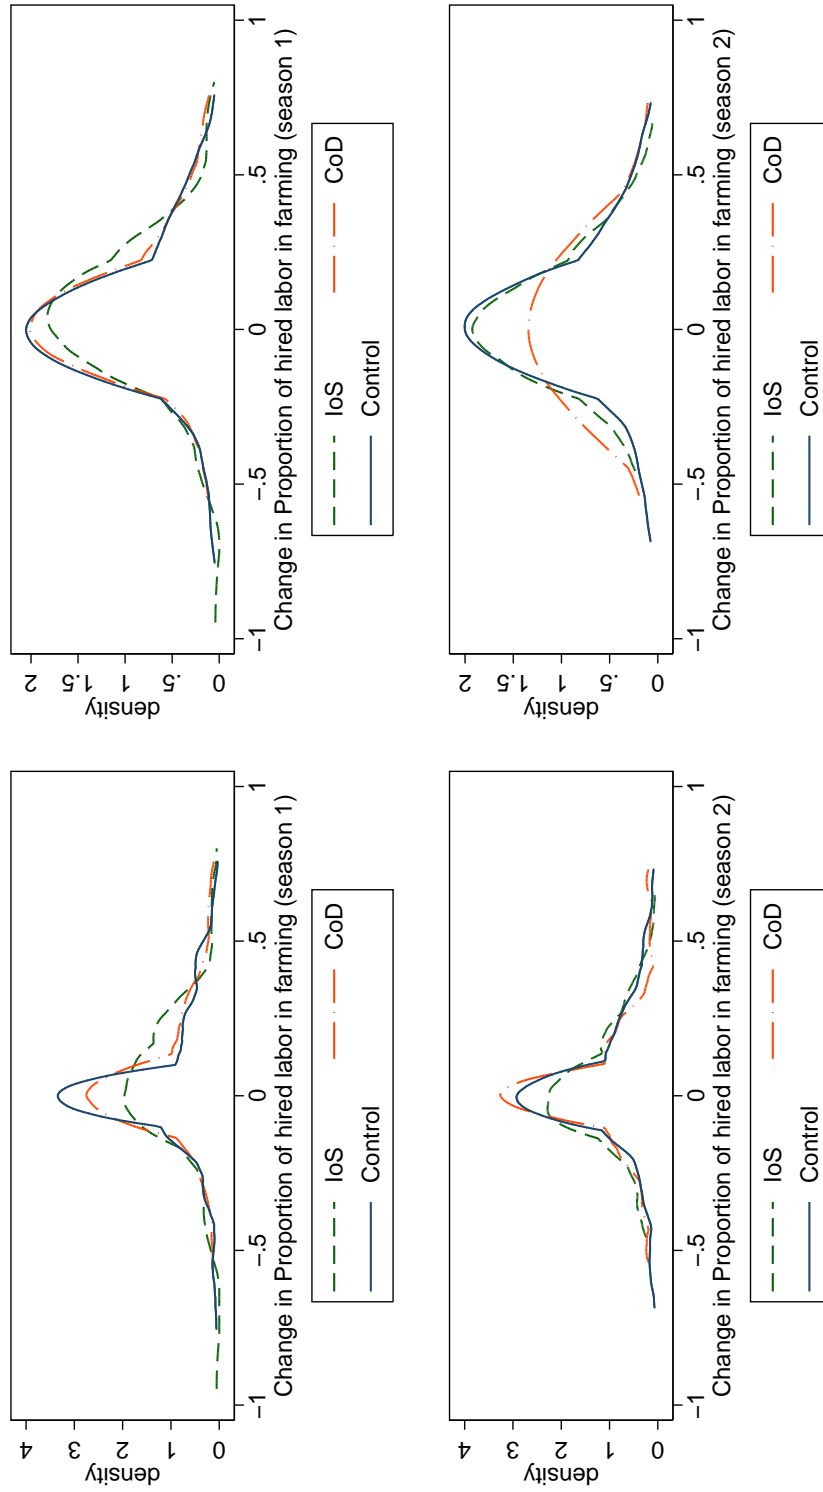 density
4
3
2
1
0
-1
-.5
0
.5
1
Change in Proportion of hired labor in farming (season 1)
IoS
CoD
Control
density
2
1.5
1
.5
0
-1
-.5
0
.5
1
Change in Proportion of hired labor in farming (season 1)
IoS
CoD
Control
density
4
3
2
1
0
-1
-.5
0
.5
1
Change in Proportion of hired labor in farming (season 2)
IoS
CoD
Control
density
2
1.5
1
.5
0
-1
-.5
0
.5
1
Change in Proportion of hired labor in farming (season 2)
IoS
CoD
Control